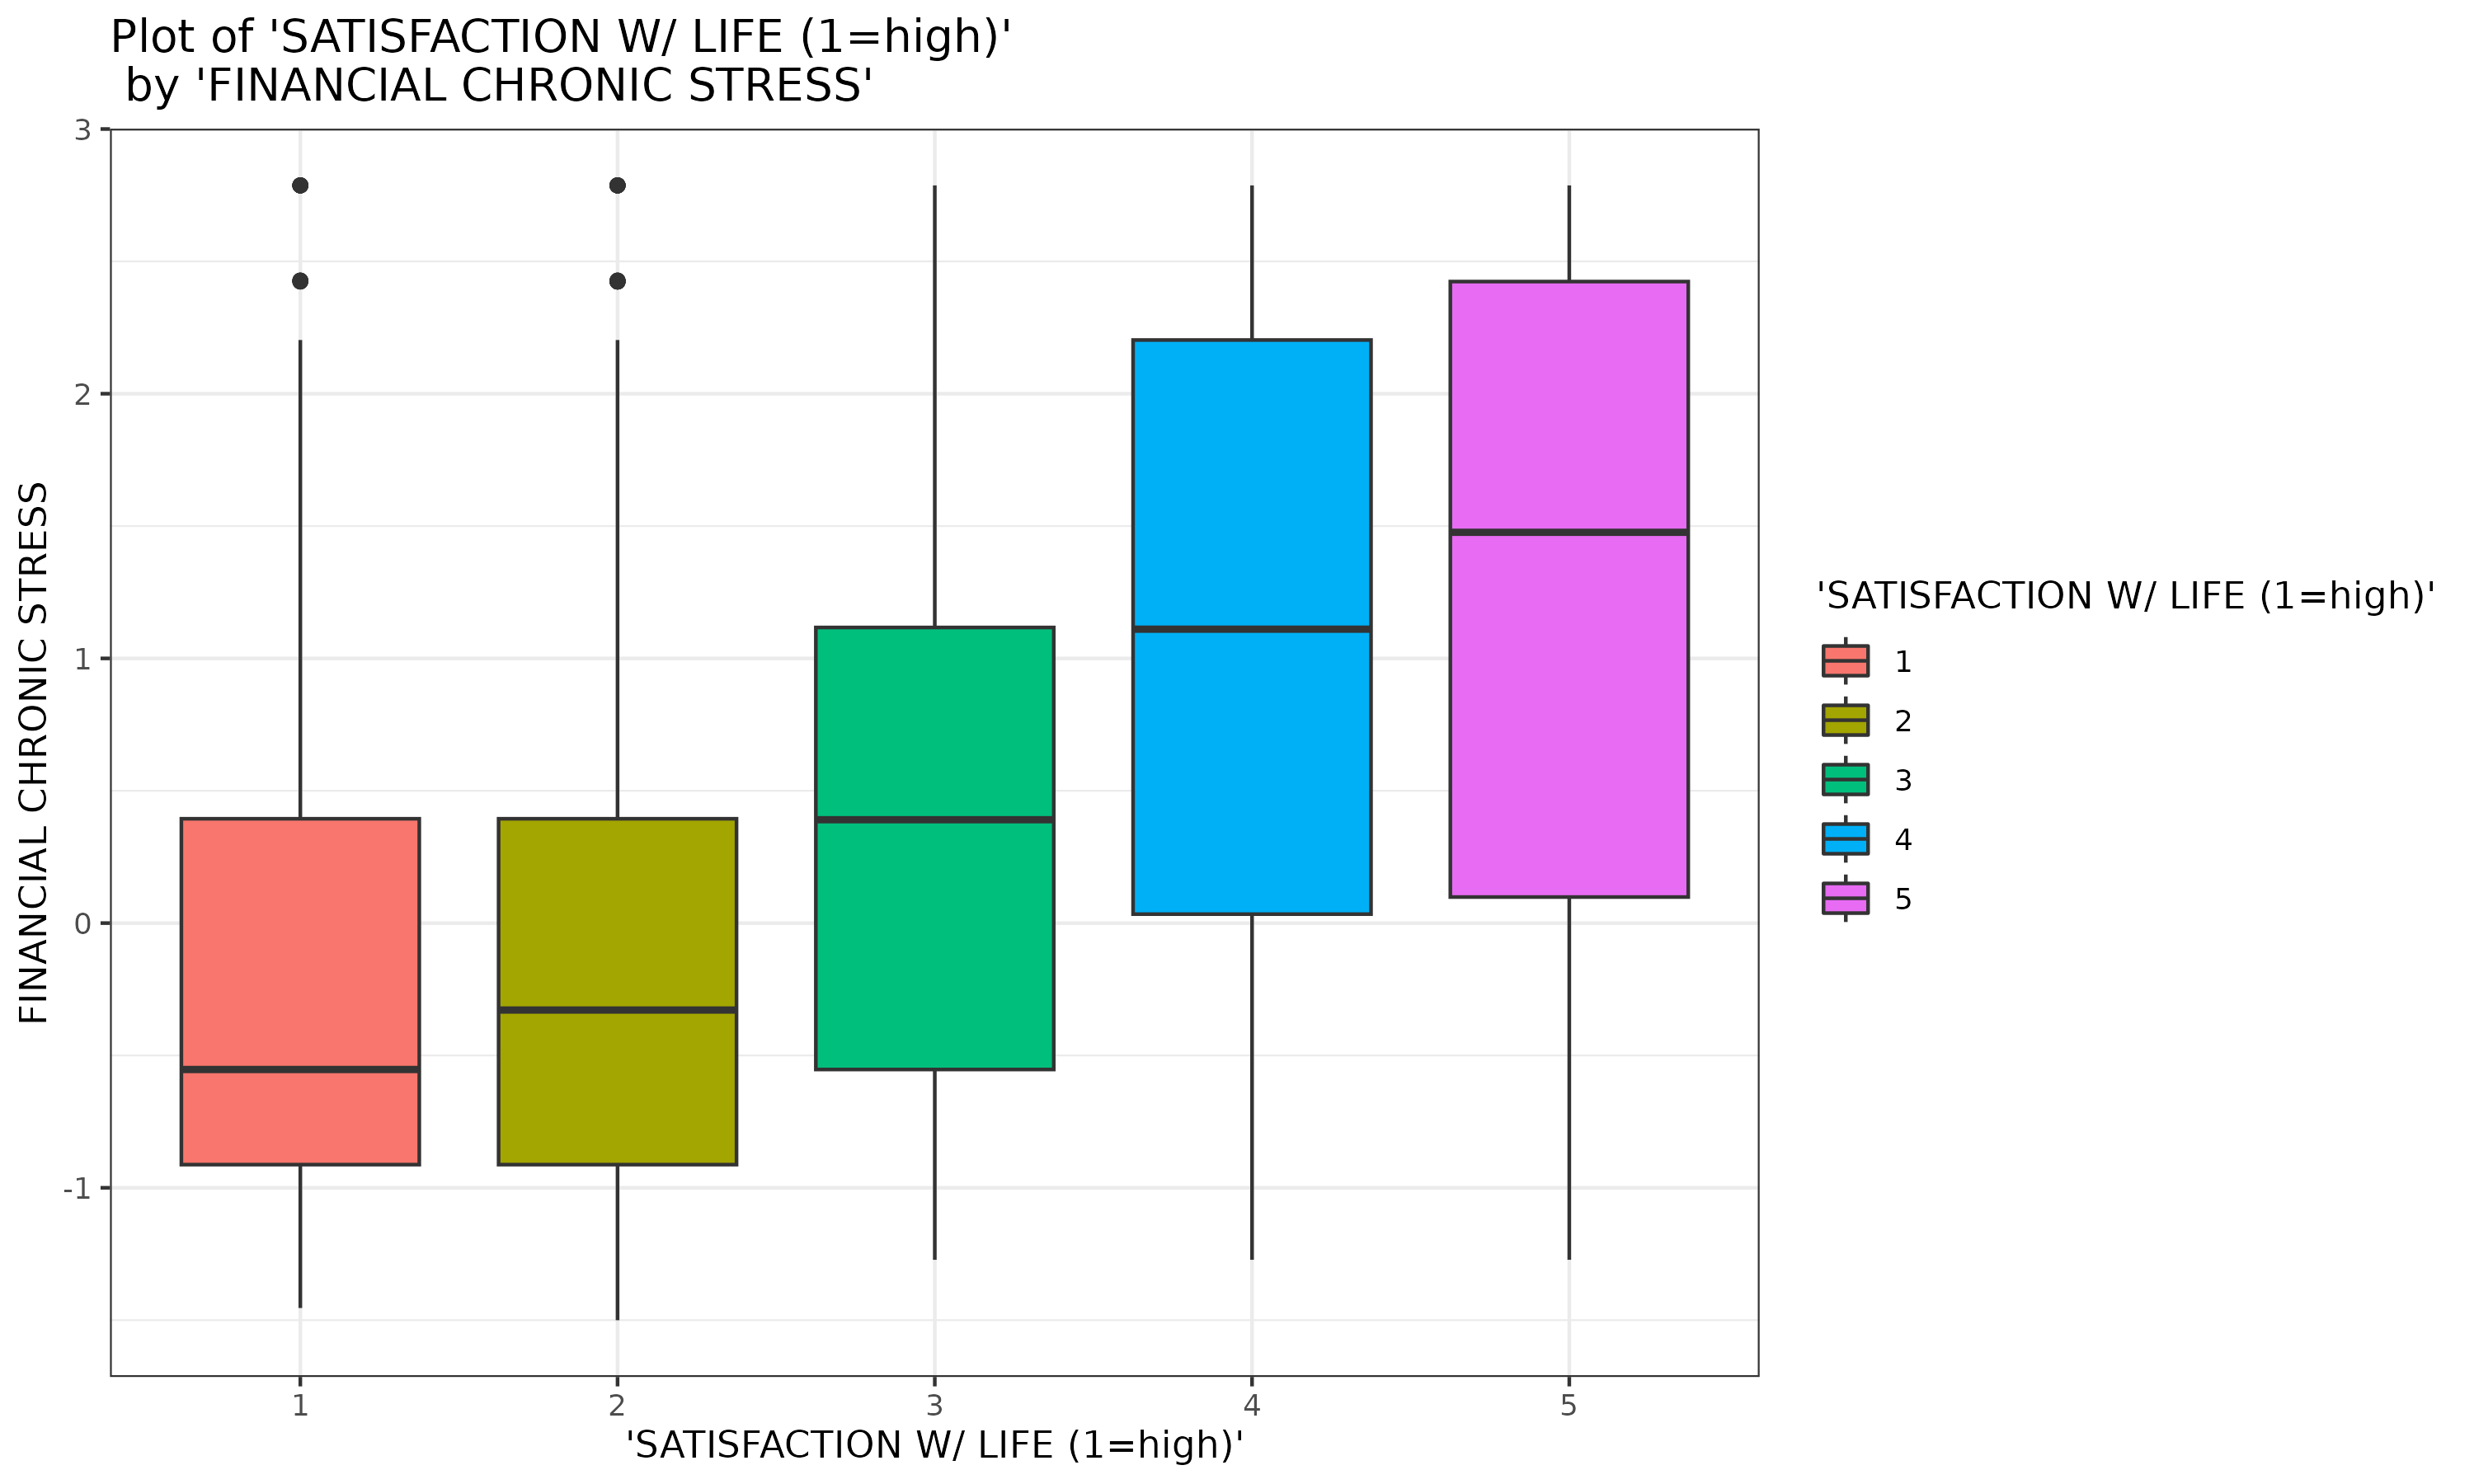 Plot of 'SATISFACTION W/ LIFE (1=high)'
by 'FINANCIAL CHRONIC STRESS'
3
2
1
0
-1
FINANCIAL CHRONIC STRESS
1 2 3 4 5
'SATISFACTION W/ LIFE (1=high)'
'SATISFACTION W/ LIFE (1=high)'
1
2
3
4
5